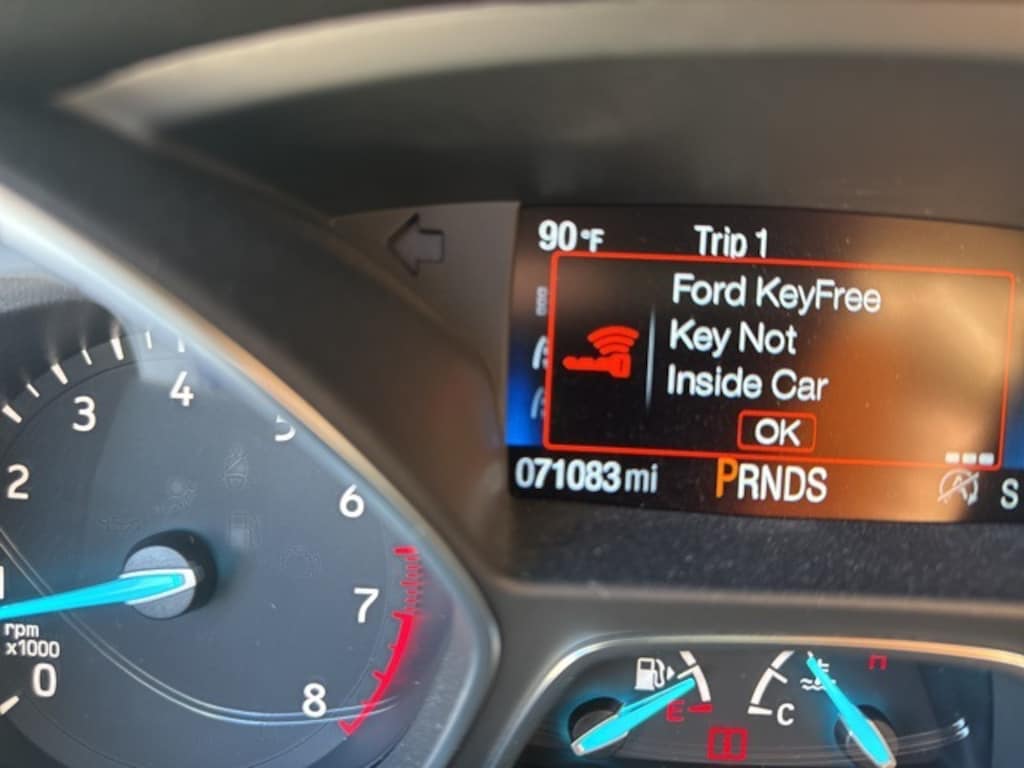 90°F Trip 1
Ford KeyFree
Key Not
Inside Car
OK
071083 mi PRNDS S
2
3
4
5
6
7
8
rpm
x1000
0
E
C